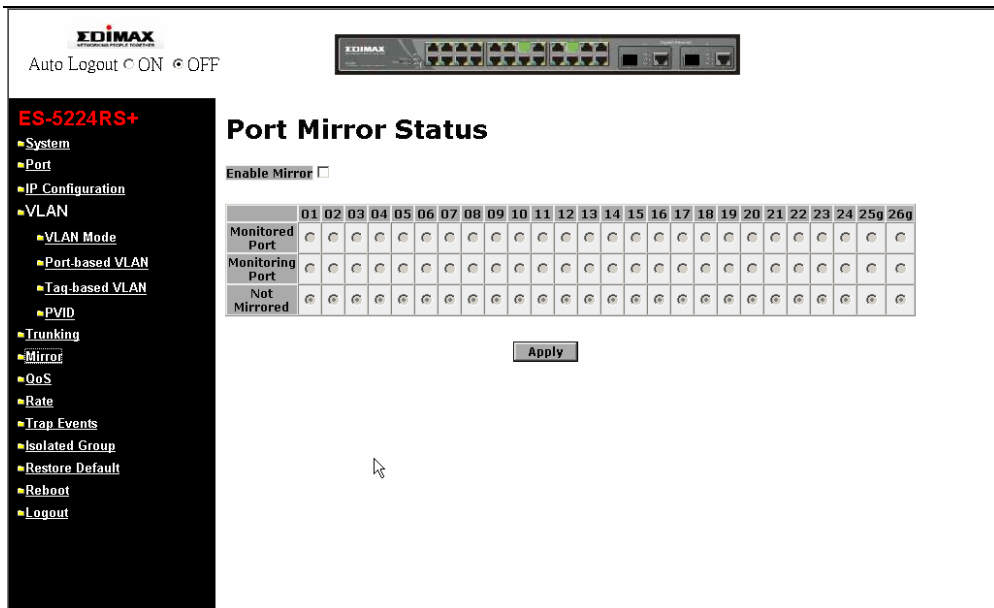 EDIMAX
NETWORKING PEOPLE TOGETHER
Auto Logout ON OFF
EDIMAX
ES-5224RS+
System
Port
IP Configuration
VLAN
VLAN Mode
Port-based VLAN
Tag-based VLAN
PVID
Trunking
Mirror
QoS
Rate
Trap Events
Isolated Group
Restore Default
Reboot
Logout
Port Mirror Status
Enable Mirror
01 02 03 04 05 06 07 08 09 10 11 12 13 14 15 16 17 18 19 20 21 22 23 24 25g 26g
Monitored
Port
Monitoring
Port
Not
Mirrored
Apply